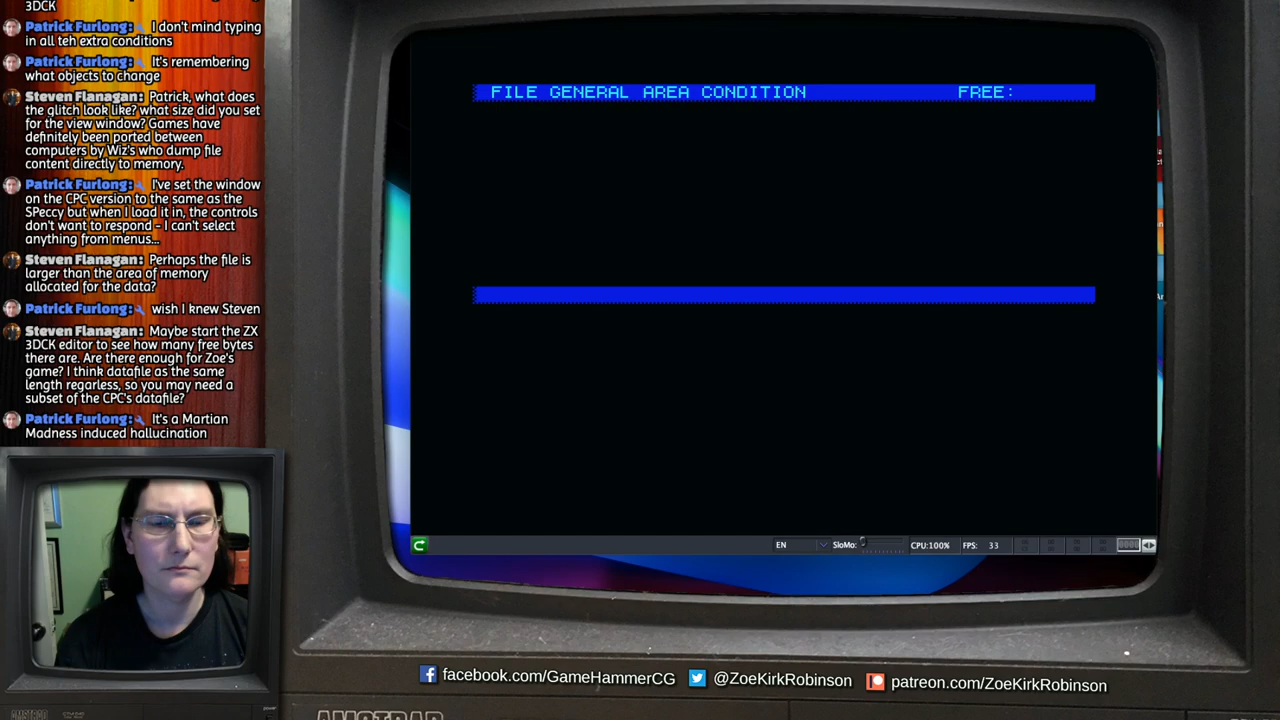 3DCK
Patrick Furlong: I don't mind typing
in all teh extra conditions
Patrick Furlong: It's remembering
what objects to change
Steven Flanagan: Patrick, what does
the glitch look like? what size did you set
for the view window? Games have
definitely been ported between
computers by Wiz's who dump file
content directly to memory.
Patrick Furlong: I've set the window
on the CPC version to the same as the
SPeccy but when I load it in, the controls
don't want to respond - I can't select
anything from menus...
Steven Flanagan: Perhaps the file is
larger than the area of memory
allocated for the data?
Patrick Furlong: wish I knew Steven
Steven Flanagan: Maybe start the ZX
3DCK editor to see how many free bytes
there are. Are there enough for Zoe's
game? I think datafile as the same
length regarless, so you may need a
subset of the CPC's datafile?
Patrick Furlong: It's a Martian
Madness induced hallucination
FILE GENERAL AREA CONDITION FREE:
EN SloMo: CPU:100% FPS: 33
facebook.com/GameHammerCG @ZoeKirkRobinson patreon.com/ZoeKirkRobinson
AMSTRAD